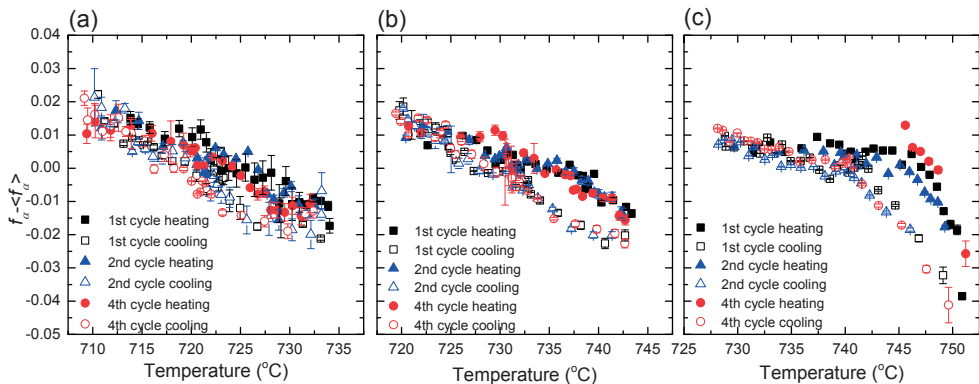 (a)
(b)
(c)
0.04
0.03
0.02
0.01
0.00
-0.01
-0.02
-0.03
-0.04
-0.05
fα-<fα>
1st cycle heating
1st cycle cooling
2nd cycle heating
2nd cycle cooling
4th cycle heating
4th cycle cooling
1st cycle heating
1st cycle cooling
2nd cycle heating
2nd cycle cooling
4th cycle heating
4th cycle cooling
1st cycle heating
1st cycle cooling
2nd cycle heating
2nd cycle cooling
4th cycle heating
4th cycle cooling
710 715 720 725 730 735
720 725 730 735 740 745
725 730 735 740 745 750
Temperature (°C)
Temperature (°C)
Temperature (°C)